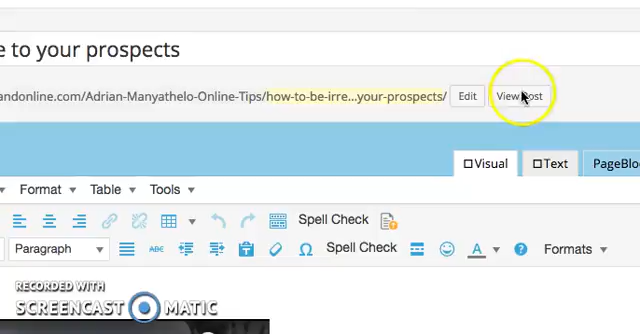 e to your prospects
andonline.com/Adrian-Manyathelo-Online-Tips/how-to-be-irre...your-prospects/ Edit View Post
Visual Text PageBlo
Format Table Tools
Spell Check
Paragraph ABC Spell Check A Formats
RECORDED WITH
SCREENCAST MATIC